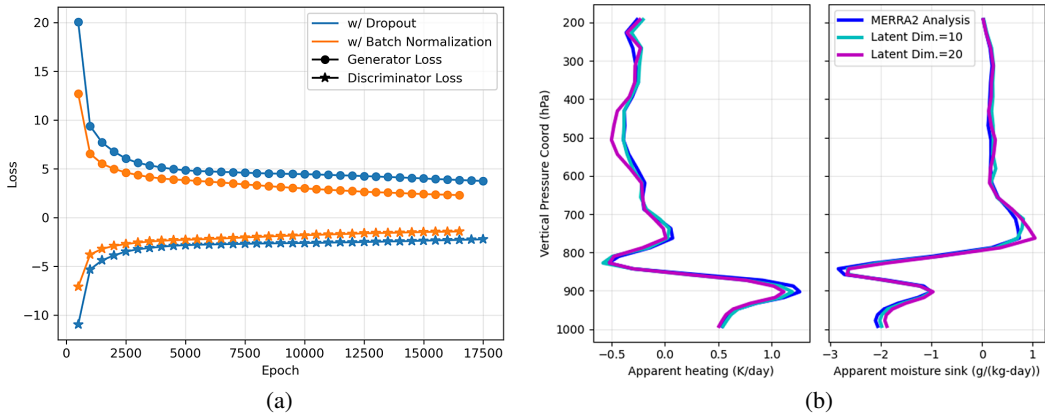 20
15
10
5
0
−5
−10
0
2500
5000
7500
10000
12500
15000
17500
Loss
Epoch
w/ Dropout
w/ Batch Normalization
Generator Loss
Discriminator Loss
(a)
Vertical Pressure Coord (hPa)
200
300
400
500
600
700
800
900
1000
−0.5
0.0
0.5
1.0
Apparent heating (K/day)
MERRA2 Analysis
Latent Dim.=10
Latent Dim.=20
−3
−2
−1
0
1
Apparent moisture sink (g/(kg-day))
(b)